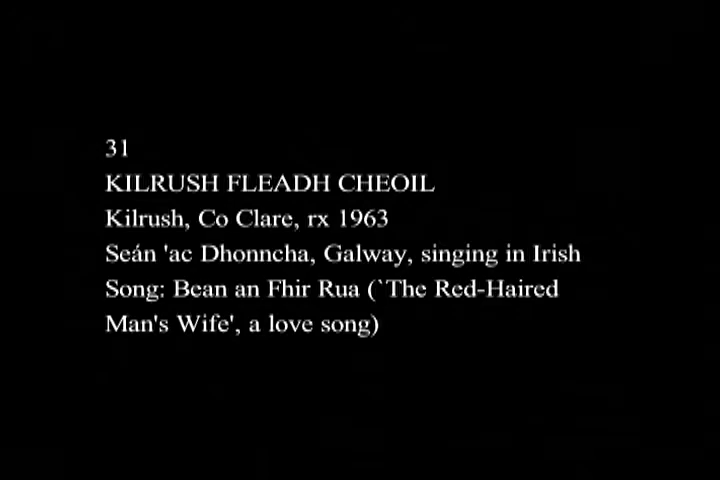 31
KILRUSH FLEADH CHEOIL
Kilrush, Co Clare, rx 1963
Seán 'ac Dhonncha, Galway, singing in Irish
Song: Bean an Fhir Rua (`The Red-Haired
Man's Wife', a love song)